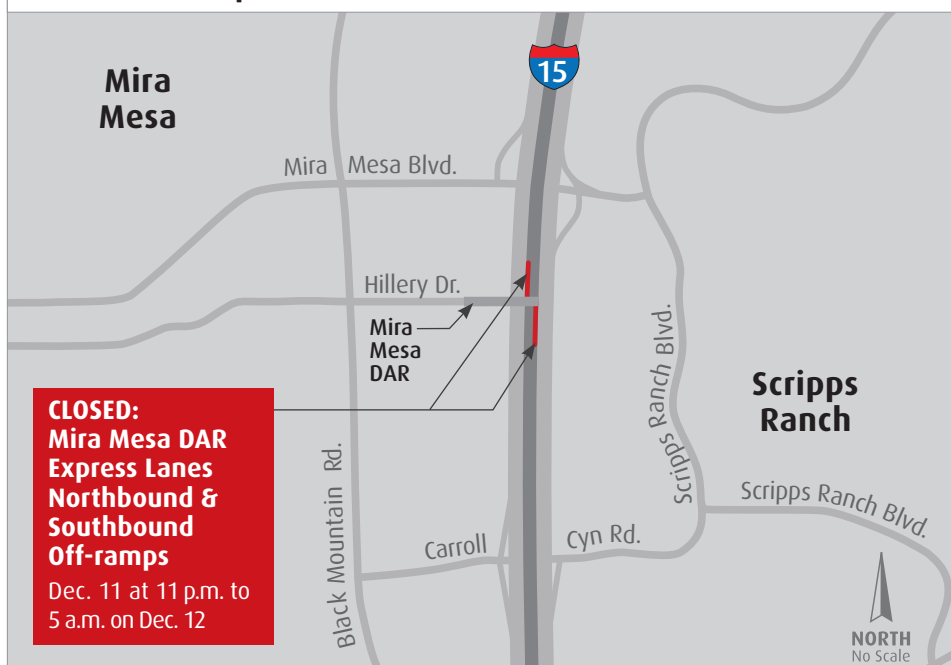 15
Mira
Mesa
Mira Mesa Blvd.
Hillery Dr.
Mira
Mesa
DAR
Scripps Ranch Blvd.
Scripps
Ranch
CLOSED:
Mira Mesa DAR
Express Lanes
Northbound &
Southbound
Off-ramps
Dec. 11 at 11 p.m. to
5 a.m. on Dec. 12
Black Mountain Rd.
Carroll Cyn Rd.
Scripps Ranch Blvd.
NORTH
No Scale